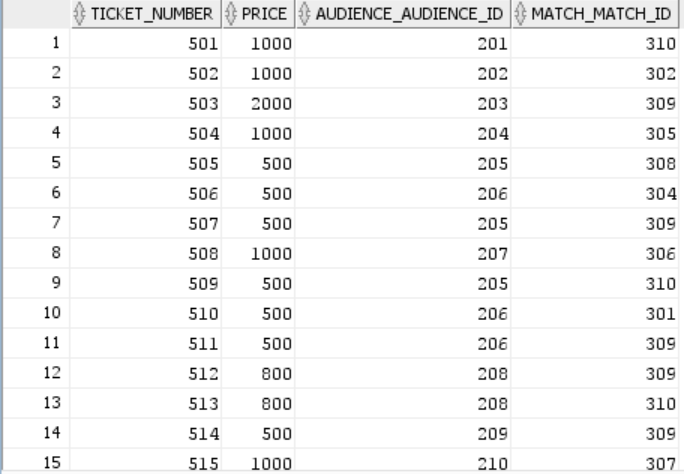 TICKET_NUMBER PRICE AUDIENCE_AUDIENCE_ID MATCH_MATCH_ID
1 501 1000 201 310
2 502 1000 202 302
3 503 2000 203 309
4 504 1000 204 305
5 505 500 205 308
6 506 500 206 304
7 507 500 205 309
8 508 1000 207 306
9 509 500 205 310
10 510 500 206 301
11 511 500 206 309
12 512 800 208 309
13 513 800 208 310
14 514 500 209 309
15 515 1000 210 307